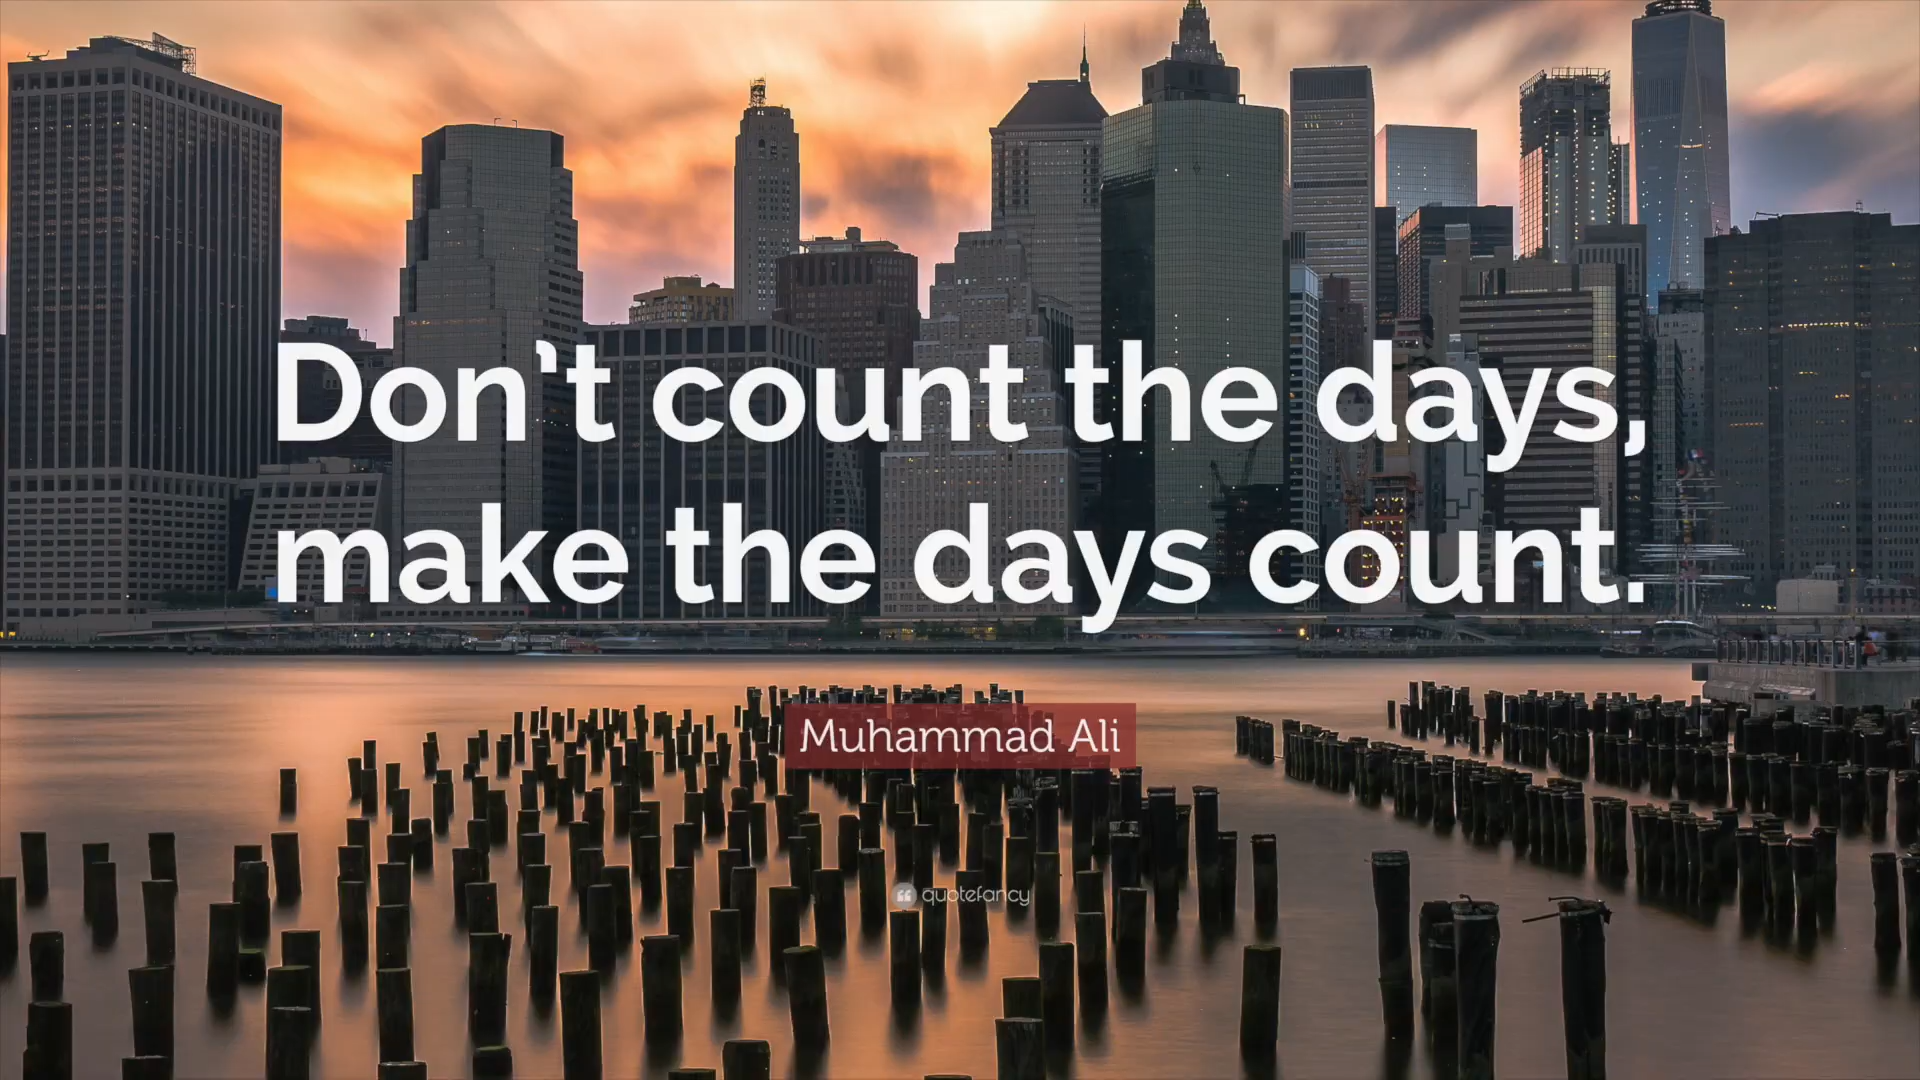 Don't count the days,
make the days count.
Muhammad Ali
quotefancy